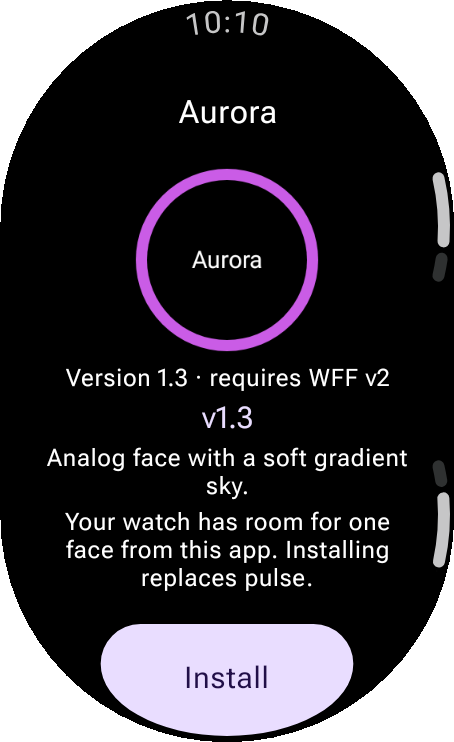 10:10
Aurora
Aurora
Version 1.3 · requires WFF v2
v1.3
Analog face with a soft gradient
sky.
Your watch has room for one
face from this app. Installing
replaces pulse.
Install